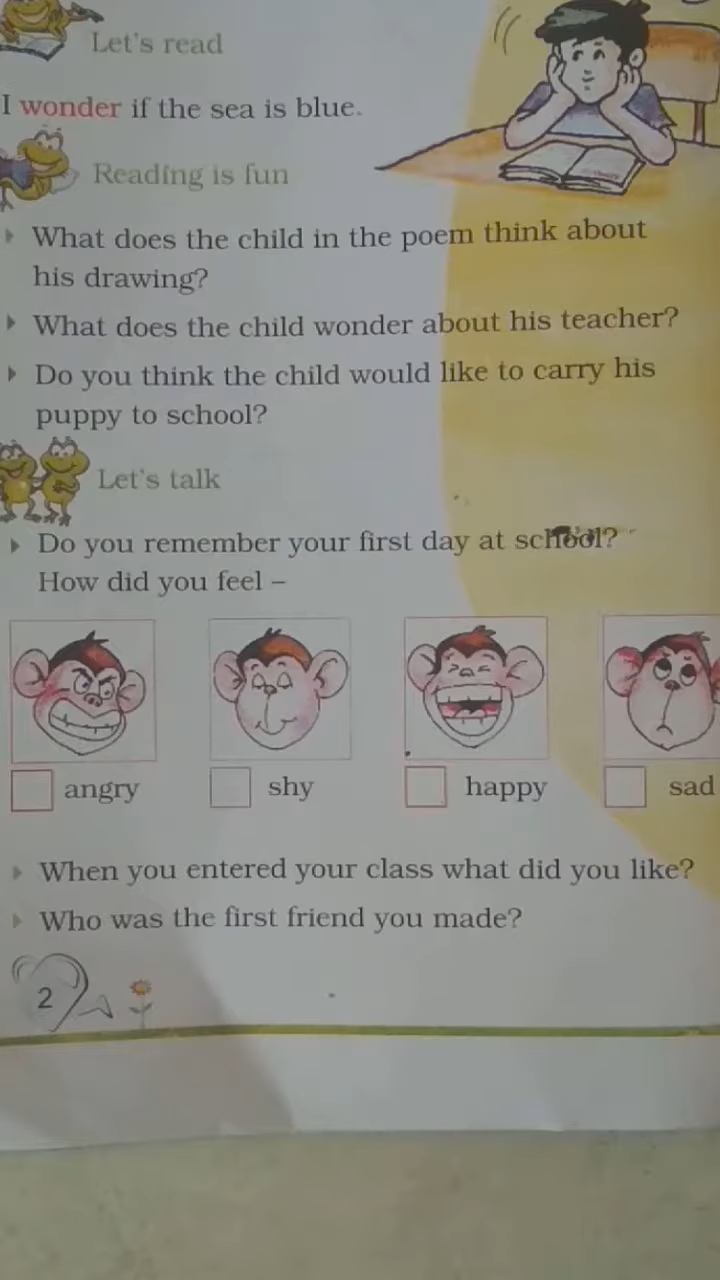 Let's read
I wonder if the sea is blue.
Reading is fun
What does the child in the poem think about
his drawing?
What does the child wonder about his teacher?
Do you think the child would like to carry his
puppy to school?
Let's talk
Do you remember your first day at school?
How did you feel –
angry shy happy sad
When you entered your class what did you like?
Who was the first friend you made?
2